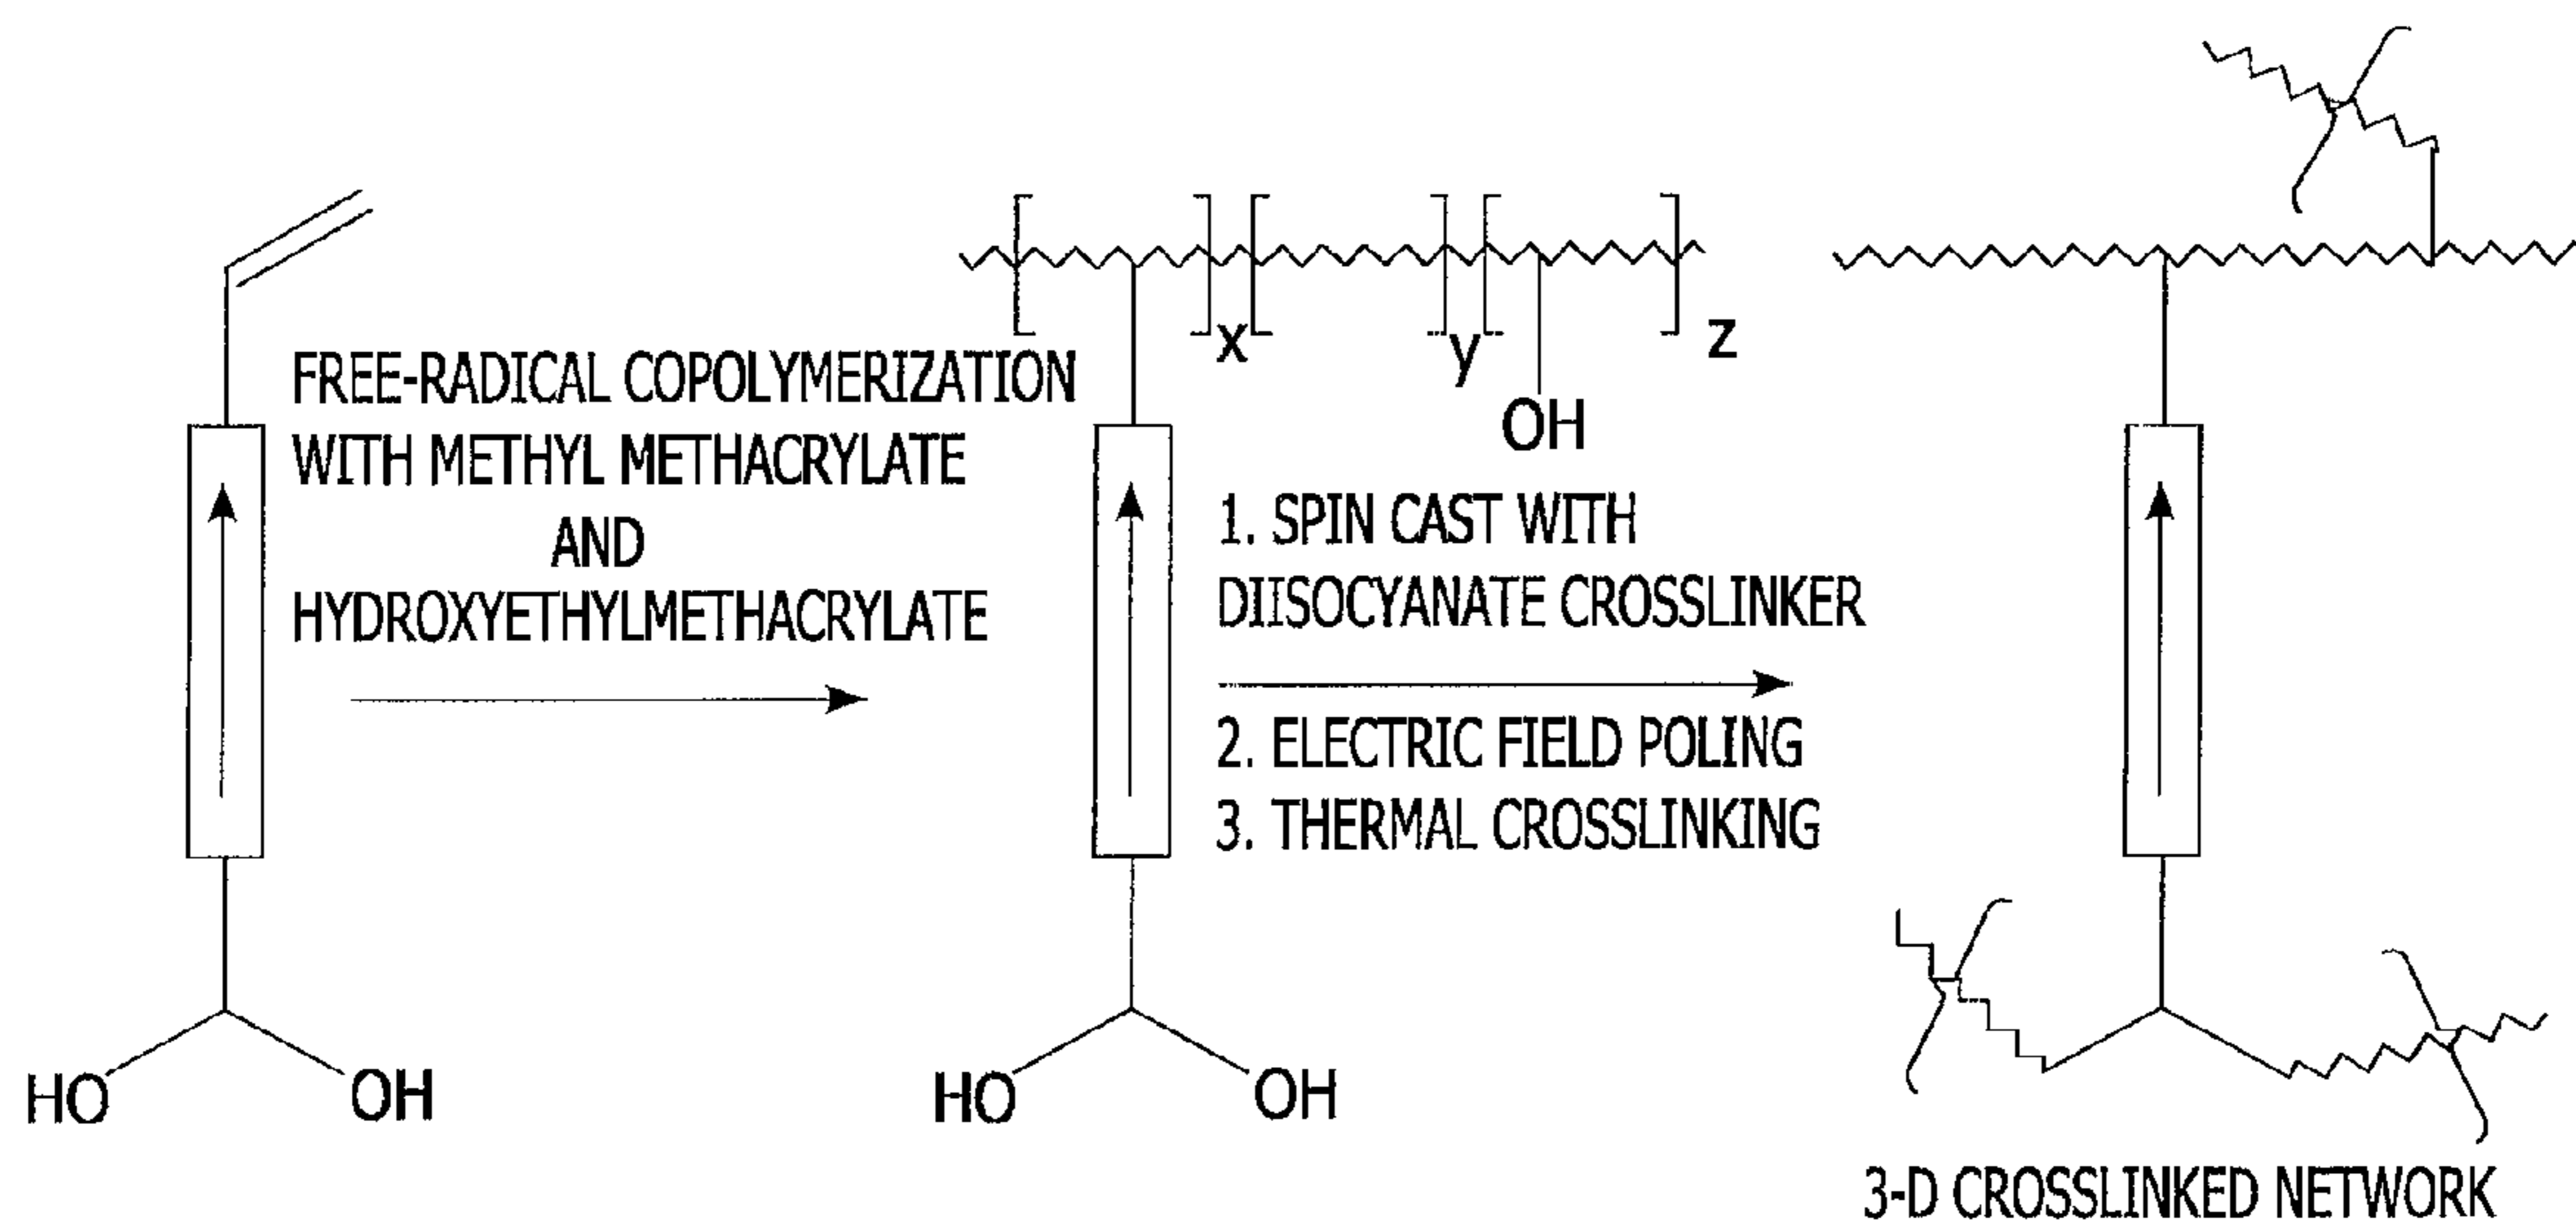 FREE-RADICAL COPOLYMERIZATION
WITH METHYL METHACRYLATE
AND
HYDROXYETHYLMETHACRYLATE
HO
OH
x
y
z
OH
HO
OH
1. SPIN CAST WITH
DIISOCYANATE CROSSLINKER
2. ELECTRIC FIELD POLING
3. THERMAL CROSSLINKING
3-D CROSSLINKED NETWORK